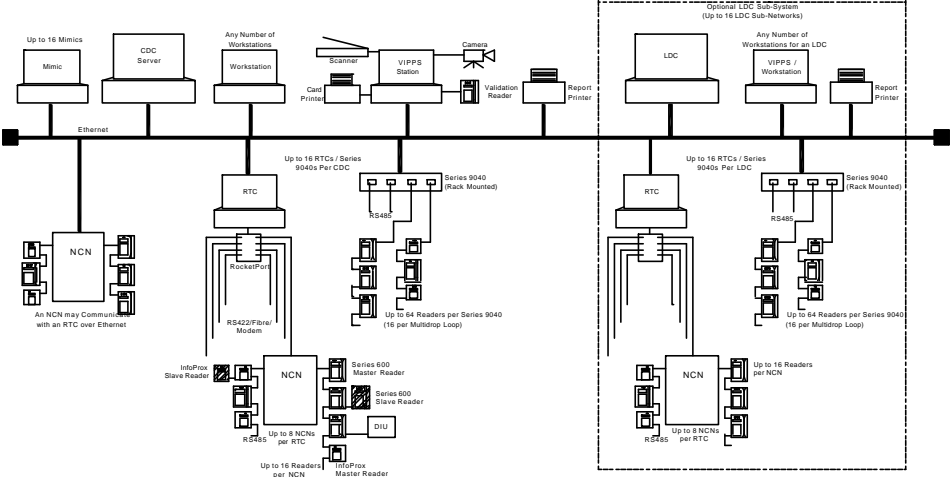 Optional LDC Sub-System
(Up to 16 LDC Sub-Networks)
Up to 16 Mimics
Mimic
CDC
Server
Any Number of
Workstations
Workstation
Scanner
VIPPS
Station
Camera
Card
Printer
Validation
Reader
Report
Printer
LDC
Any Number of
Workstations for an LDC
VIPPS /
Workstation
Report
Printer
Ethernet
Up to 16 RTCs / Series
9040s Per CDC
RTC
Series 9040
(Rack Mounted)
RS485
RocketPort
NCN
An NCN may Communicate
with an RTC over Ethernet
RS422/Fibre/
Modem
Up to 64 Readers per Series 9040
(16 per Multidrop Loop)
Up to 16 RTCs / Series
9040s Per LDC
RTC
Series 9040
(Rack Mounted)
RS485
Up to 64 Readers per Series 9040
(16 per Multidrop Loop)
InfoProx
Slave Reader
NCN
Series 600
Master Reader
Series 600
Slave Reader
DIU
RS485
Up to 8 NCNs
per RTC
Up to 16 Readers
per NCN
InfoProx
Master Reader
NCN
Up to 16 Readers
per NCN
RS485
Up to 8 NCNs
per RTC